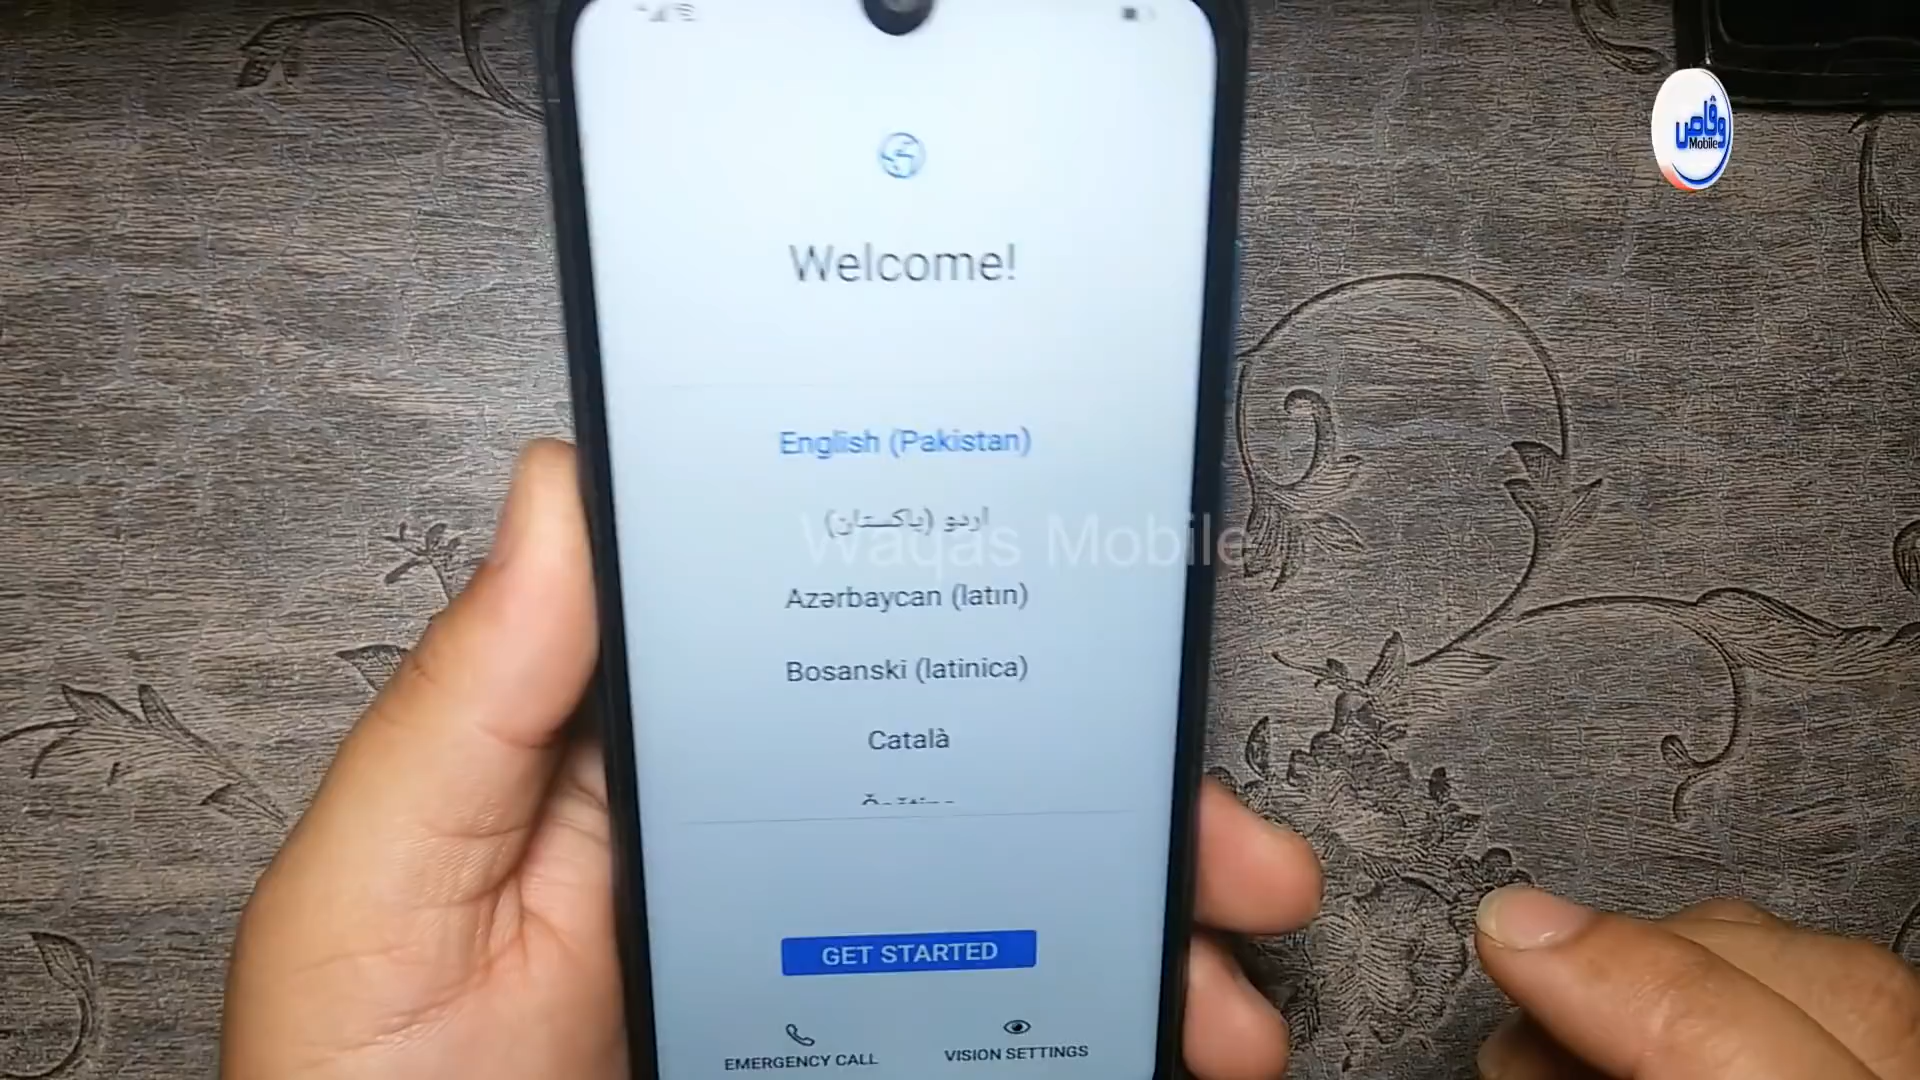 وقاص
Mobile
Welcome!
English (Pakistan)
اردو (پاکستان)
Waqas Mobile
Azərbaycan (latın)
Bosanski (latinica)
Català
GET STARTED
EMERGENCY CALL
VISION SETTINGS